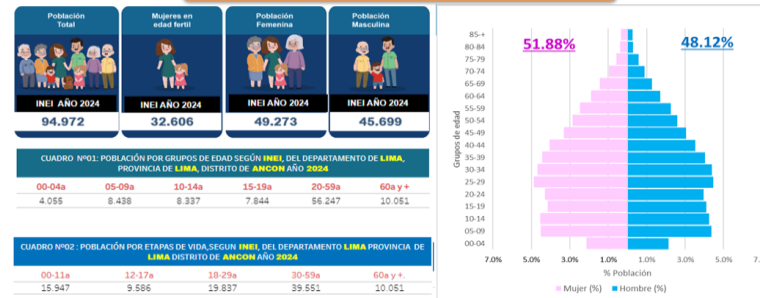 Población
Total
Mujeres en
edad fertil
Población
Femenina
Población
Masculina
INEI AÑO 2024
INEI AÑO 2024
INEI AÑO 2024
INEI AÑO 2024
94.972
32.606
49.273
45.699
CUADRO Nº01: POBLACIÓN POR GRUPOS DE EDAD SEGÚN INEI, DEL DEPARTAMENTO DE LIMA,
PROVINCIA DE LIMA, DISTRITO DE ANCON AÑO 2024
00-04a 05-09a 10-14a 15-19a 20-59a 60a y +
4.055 8.438 8.337 7.844 56.247 10.051
CUADRO Nº02 : POBLACIÓN POR ETAPAS DE VIDA,SEGUN INEI, DEL DEPARTAMENTO LIMA PROVINCIA DE
LIMA DISTRITO DE ANCON AÑO 2024
00-11a 12-17a 18-29a 30-59a 60a y +.
15.947 9.586 19.837 39.551 10.051
51.88% 48.12%
Grupos de edad
85-+
80-84
75-79
70-74
65-69
60-64
55-59
50-54
45-49
40-44
35-39
30-34
25-29
20-24
15-19
10-14
05-09
00-04
7.0% 5.0% 3.0% 1.0% 1.0% 3.0% 5.0% 7.
% Población
Mujer (%) Hombre (%)